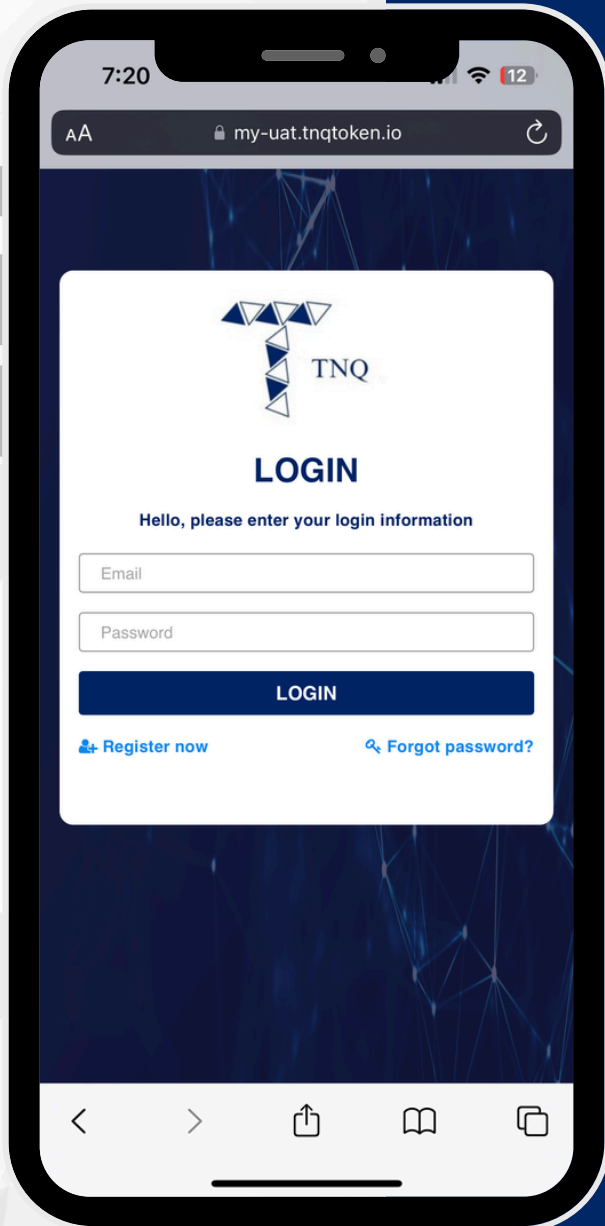 7:20
12
AA my-uat.tnqtoken.io
TNQ
LOGIN
Hello, please enter your login information
Email
Password
LOGIN
Register now Forgot password?